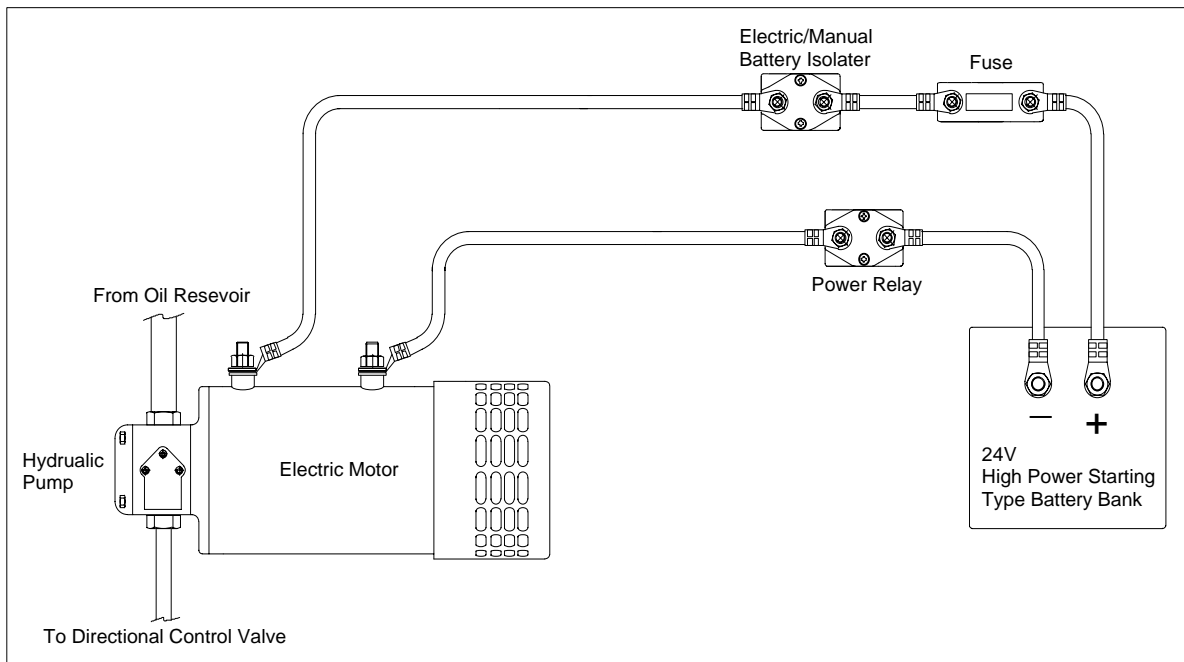 Electric/Manual
Battery Isolater
Fuse
Power Relay
From Oil Resevoir
Hydrualic
Pump
Electric Motor
24V
High Power Starting
Type Battery Bank
To Directional Control Valve